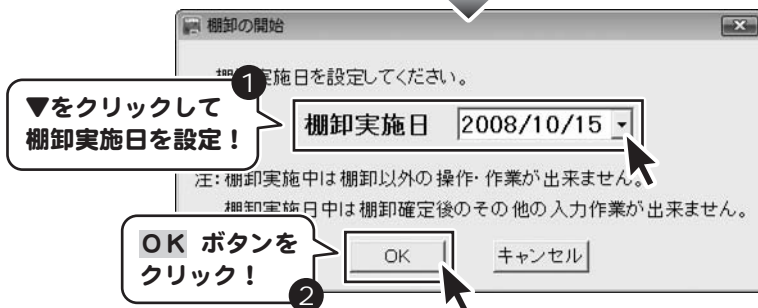 棚卸の開始
棚卸実施日を設定してください。
1
▼をクリックして
棚卸実施日を設定！
棚卸実施日 2008/10/15
注：棚卸実施中は棚卸以外の操作・作業が出来ません。
棚卸実施日中は棚卸確定後のその他の入力作業が出来ません。
OK ボタンを
クリック！
2
OK キャンセル